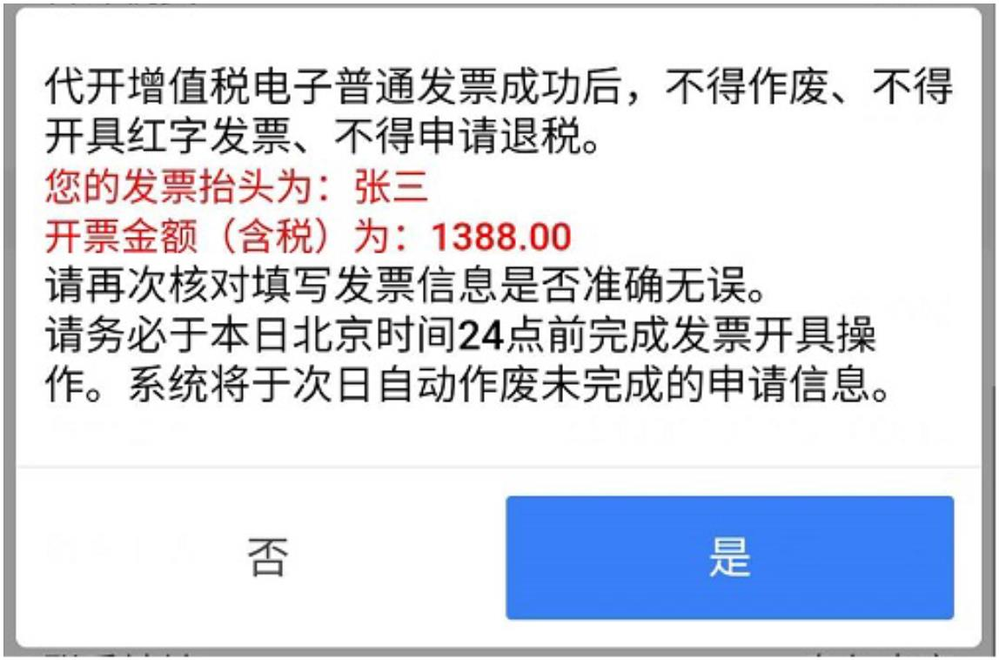 代开增值税电子普通发票成功后，不得作废、不得
开具红字发票、不得申请退税。
您的发票抬头为：张三
开票金额（含税）为：1388.00
请再次核对填写发票信息是否准确无误。
请务必于本日北京时间24点前完成发票开具操
作。系统将于次日自动作废未完成的申请信息。
否
是